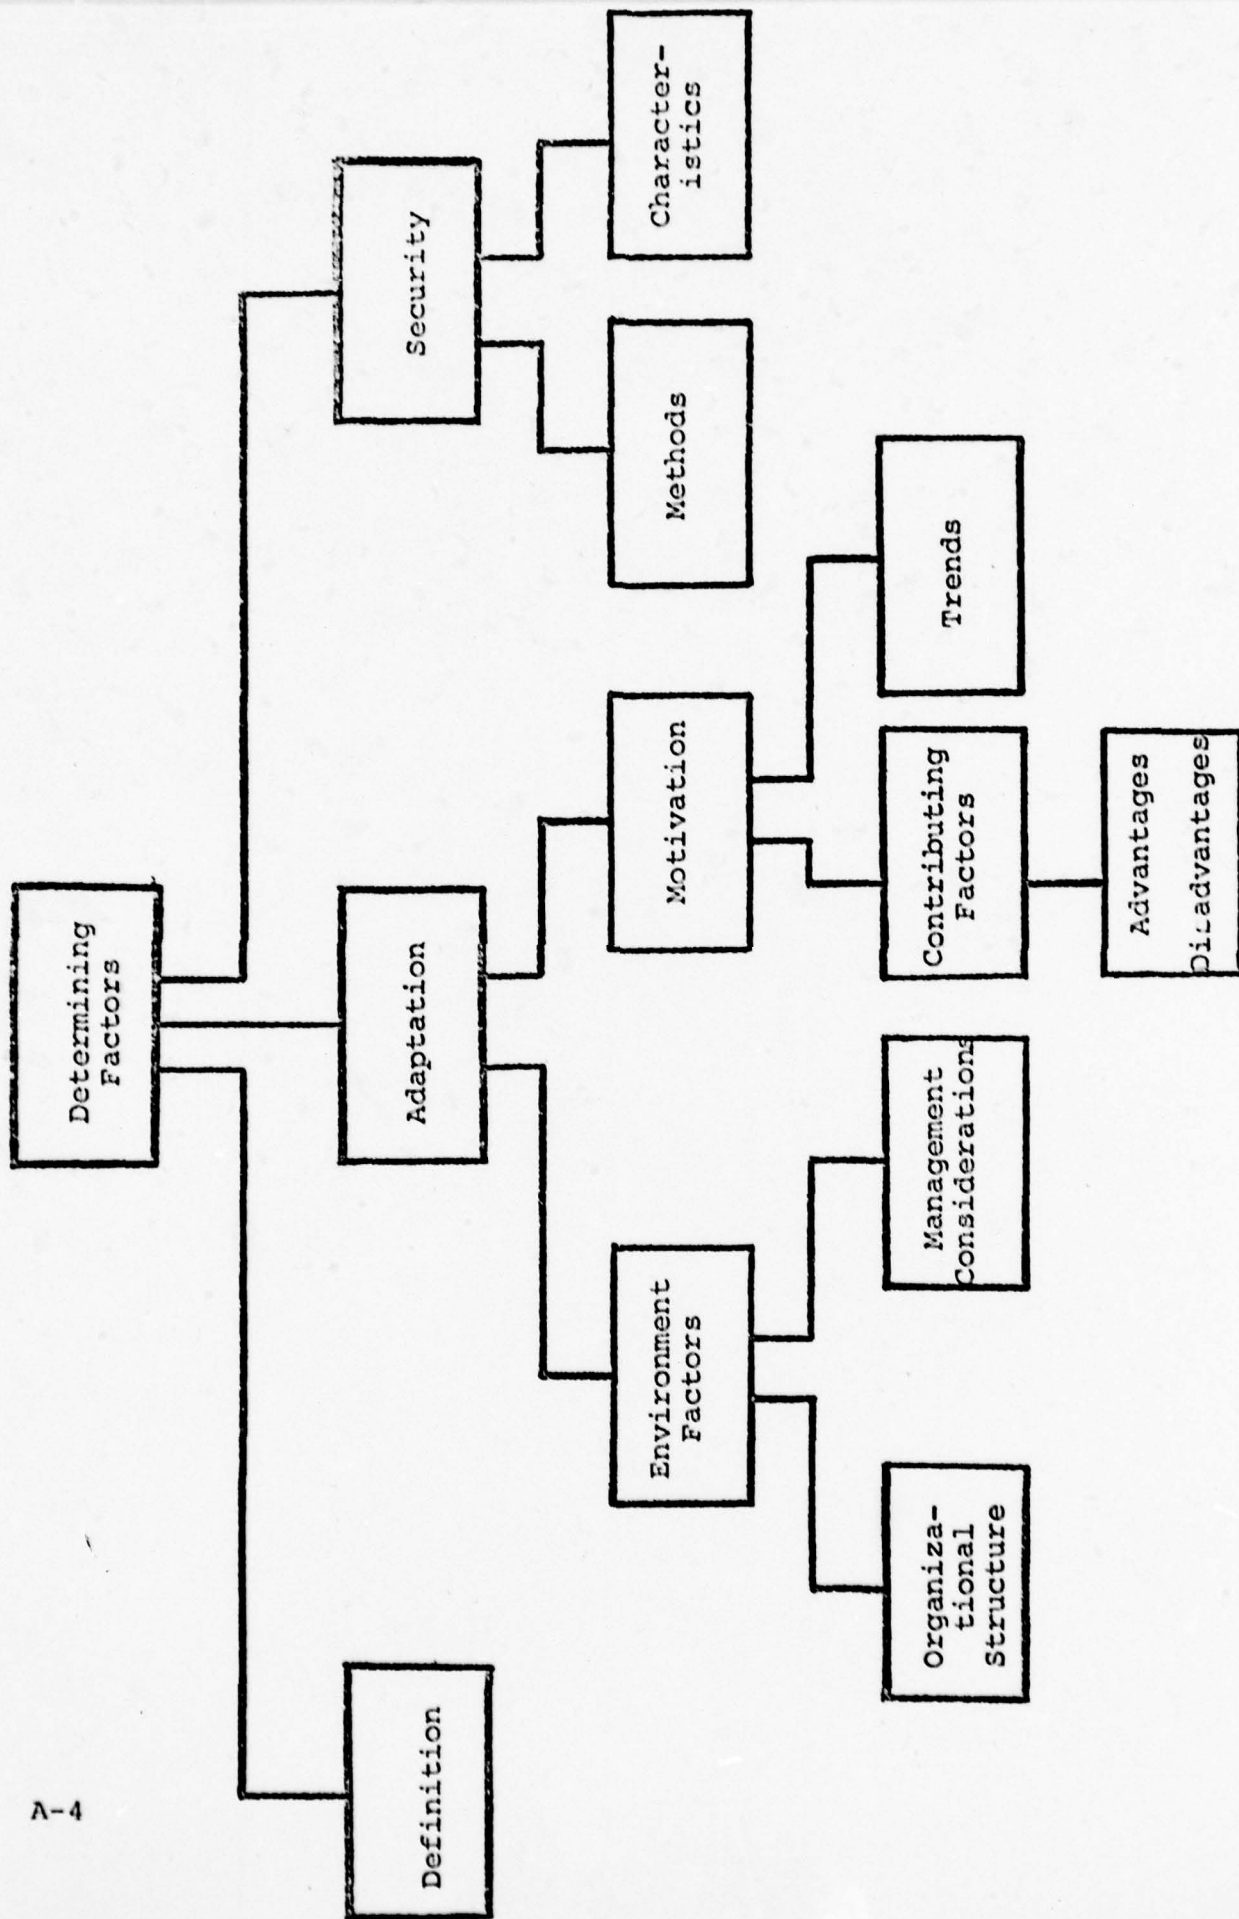 Determining
Factors
Definition
Adaptation
Security
Environment
Factors
Motivation
Methods
Character-
istics
Organiza-
tional
Structure
Management
Considerations
Contributing
Factors
Trends
Advantages
Disadvantages
A-4